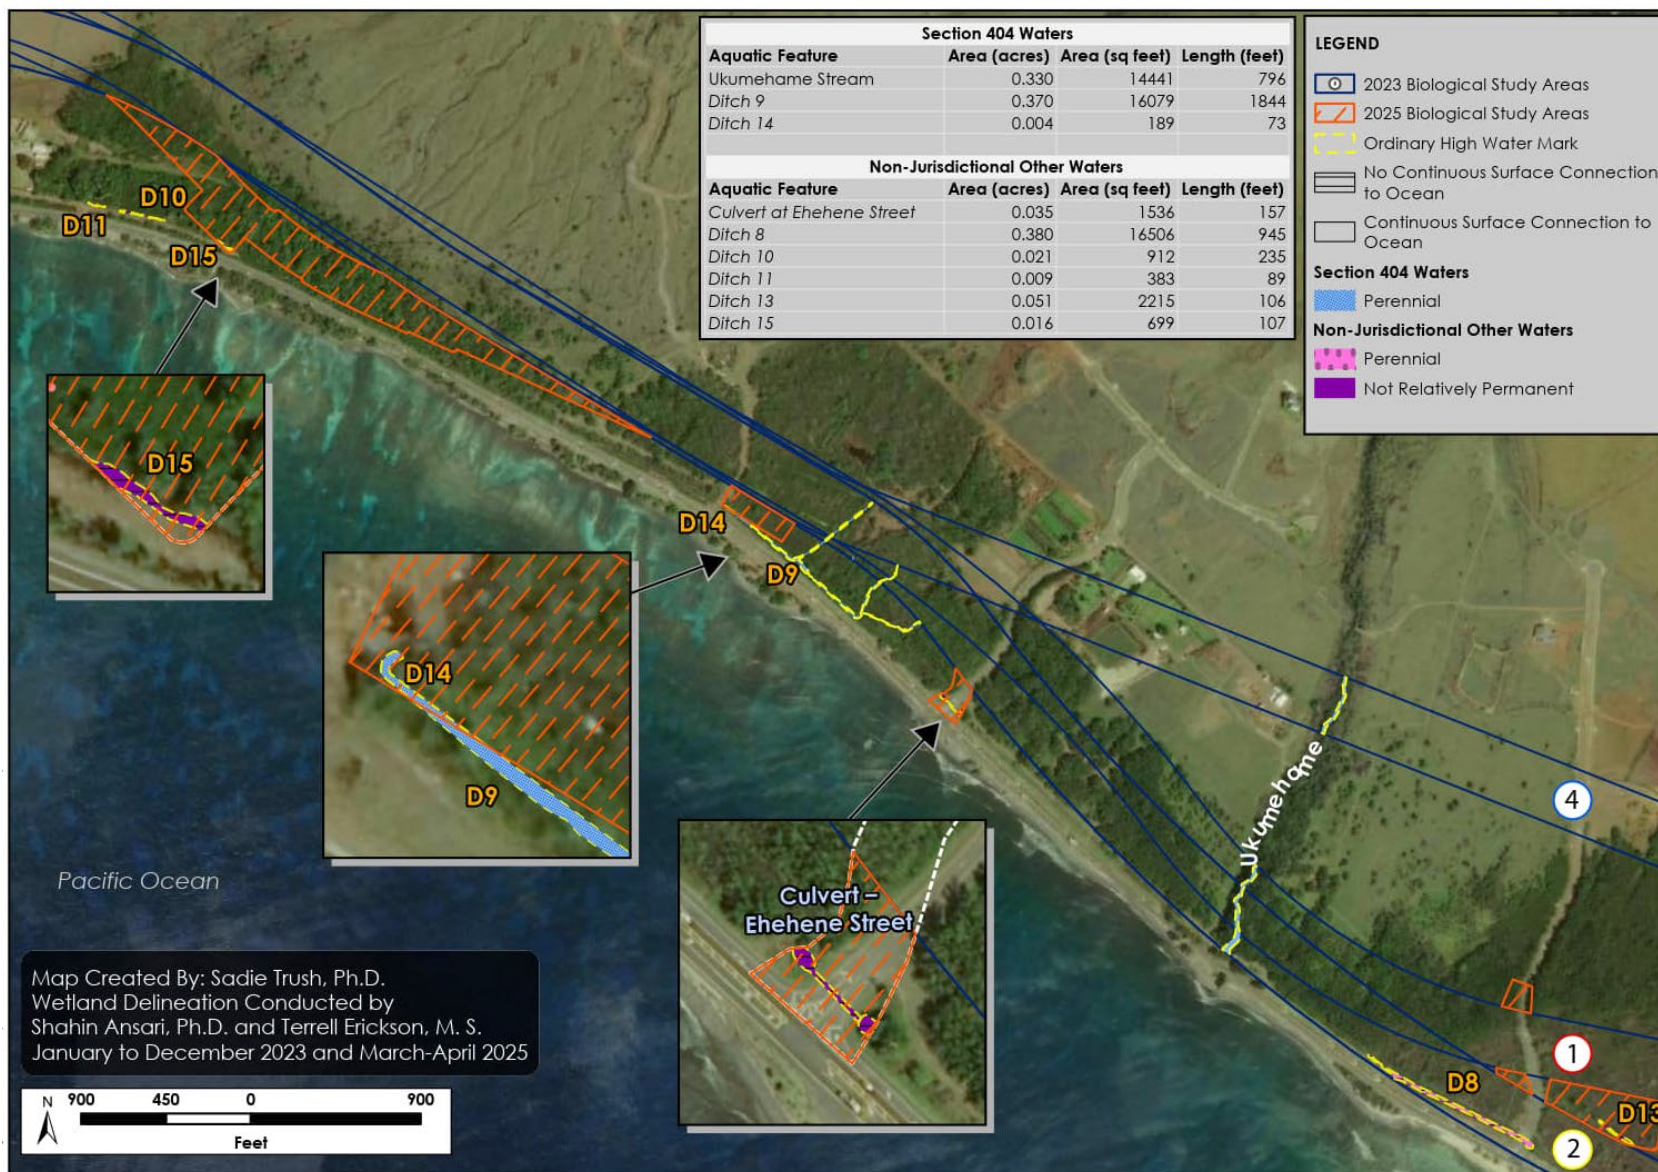 Section 404 Waters
Aquatic Feature Area (acres) Area (sq feet) Length (feet)
Ukumehame Stream 0.330 14441 796
Ditch 9 0.370 16079 1844
Ditch 14 0.004 189 73
Non-Jurisdictional Other Waters
Aquatic Feature Area (acres) Area (sq feet) Length (feet)
Culvert at Ehehene Street 0.035 1536 157
Ditch 8 0.380 16506 945
Ditch 10 0.021 912 235
Ditch 11 0.009 383 89
Ditch 13 0.051 2215 106
Ditch 15 0.016 699 107
LEGEND
2023 Biological Study Areas
2025 Biological Study Areas
Ordinary High Water Mark
No Continuous Surface Connection
to Ocean
Continuous Surface Connection to
Ocean
Section 404 Waters
Perennial
Non-Jurisdictional Other Waters
Perennial
Not Relatively Permanent
D10
D11
D15
D15
D14
D9
D14
D9
Ukumehame
4
Culvert –
Ehehene Street
1
D8
D13
2
Pacific Ocean
Map Created By: Sadie Trush, Ph.D.
Wetland Delineation Conducted by
Shahin Ansari, Ph.D. and Terrell Erickson, M. S.
January to December 2023 and March-April 2025
N 900 450 0 900
Feet